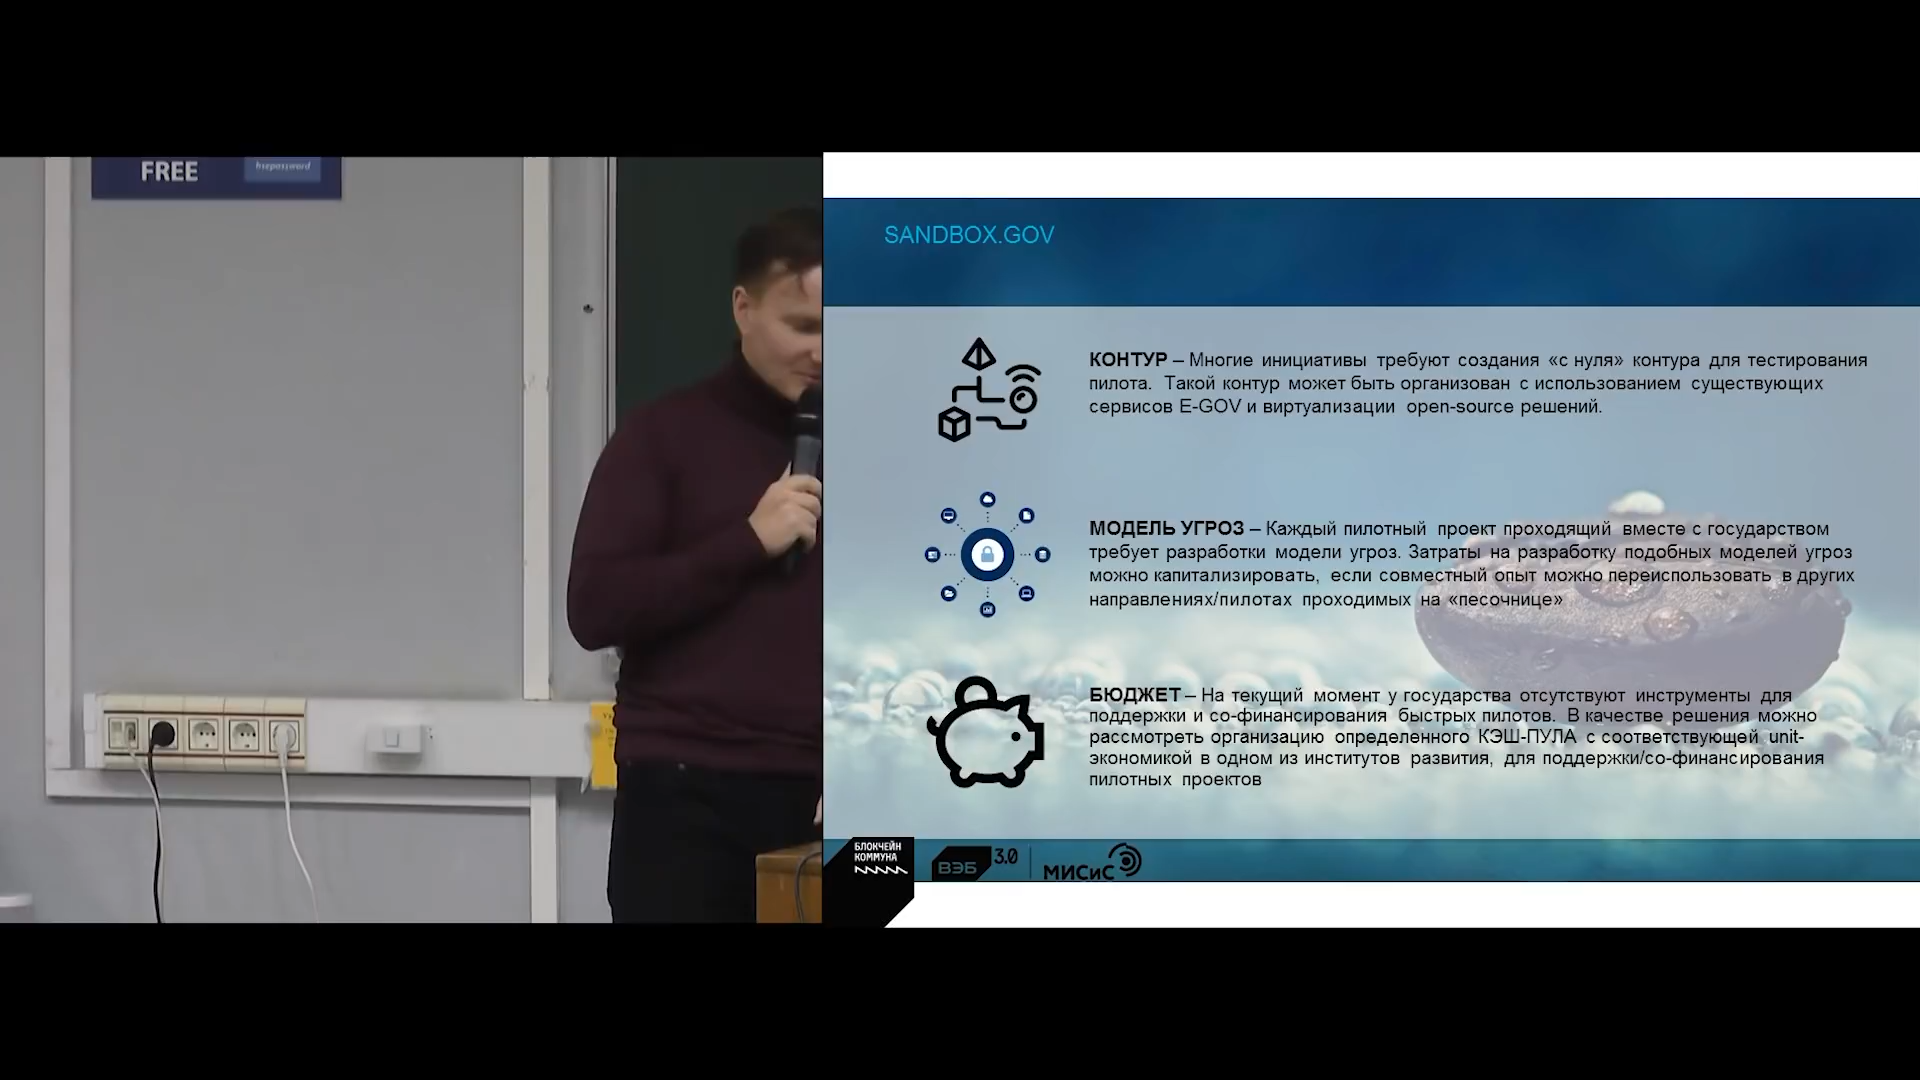 FREE
hsepassword
SANDBOX.GOV
КОНТУР – Многие инициативы требуют создания «с нуля» контура для тестирования
пилота. Такой контур может быть организован с использованием существующих
сервисов E-GOV и виртуализации open-source решений.
МОДЕЛЬ УГРОЗ – Каждый пилотный проект проходящий вместе с государством
требует разработки модели угроз. Затраты на разработку подобных моделей угроз
можно капитализировать, если совместный опыт можно переиспользовать в других
направлениях/пилотах проходимых на «песочнице»
БЮДЖЕТ – На текущий момент у государства отсутствуют инструменты для
поддержки и со-финансирования быстрых пилотов. В качестве решения можно
рассмотреть организацию определенного КЭШ-ПУЛА с соответствующей unit-
экономикой в одном из институтов развития, для поддержки/со-финансирования
пилотных проектов
БЛОКЧЕЙН
КОММУНА
ВЭБ 3.0
МИСиС